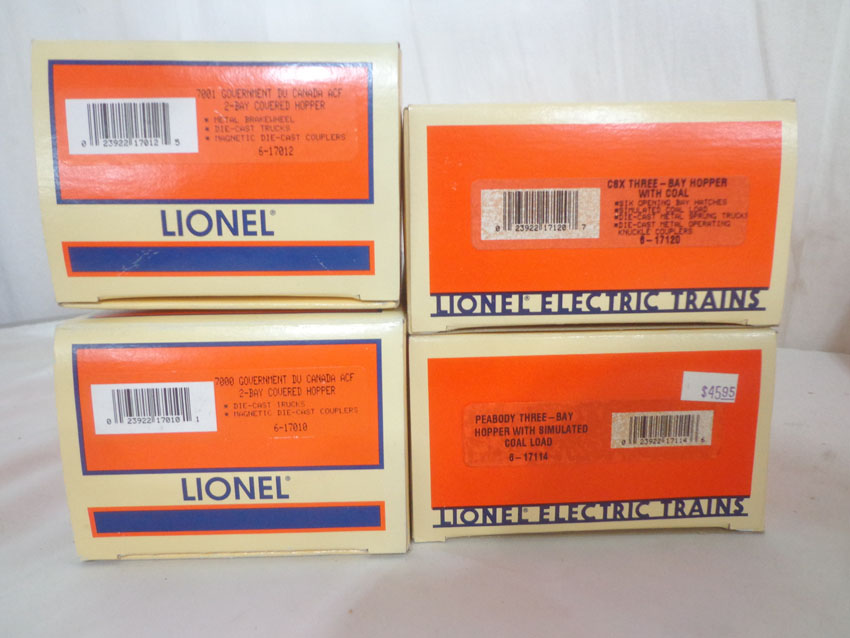 7001 GOVERNMENT DU CANADA ACF
2-BAY COVERED HOPPER
* METAL BRAKEWHEEL
* DIE-CAST TRUCKS
* MAGNETIC DIE-CAST COUPLERS
6-17012
0 23922 17012 5
LIONEL®
CSX THREE-BAY HOPPER
WITH COAL
*SIX OPENING BAY HATCHES
*SIMULATED COAL LOAD
*DIE-CAST METAL SPRUNG TRUCKS
*DIE-CAST METAL OPERATING
KNUCKLE COUPLERS
6-17120
0 23922 17120 7
LIONEL® ELECTRIC TRAINS
7000 GOVERNMENT DU CANADA ACF
2-BAY COVERED HOPPER
* DIE-CAST TRUCKS
* MAGNETIC DIE-CAST COUPLERS
6-17010
0 23922 17010 1
LIONEL®
$45.95
PEABODY THREE-BAY
HOPPER WITH SIMULATED
COAL LOAD
6-17114
0 23922 17114 6
LIONEL® ELECTRIC TRAINS